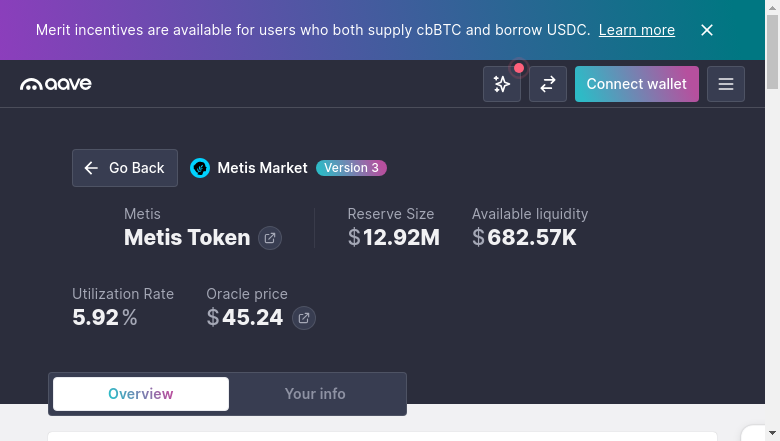 Merit incentives are available for users who both supply cbBTC and borrow USDC. Learn more
aave
Connect wallet
Go Back
Metis Market
Version 3
Metis
Metis Token
Reserve Size
$12.92M
Available liquidity
$682.57K
Utilization Rate
5.92%
Oracle price
$45.24
Overview
Your info